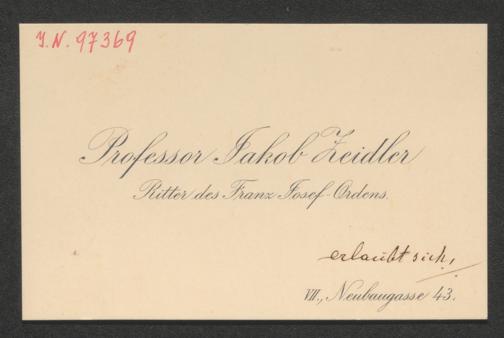 J. N. 97369
Professor Jakob Zeidler
Ritter des Franz Josef-Ordens.
erlaubt sich,
VII., Neubaugasse 43.